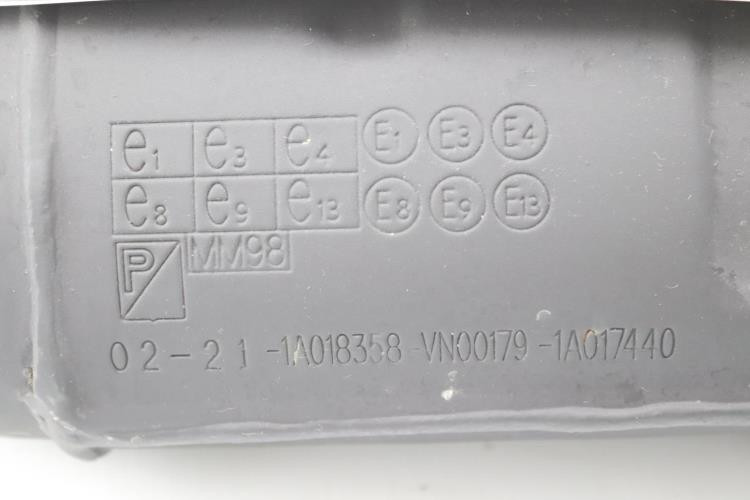 e1 e3 e4 E1 E3 E4
e8 e9 e13 E8 E9 E13
P MM98
02-21-1A018358-VN00179-1A017440